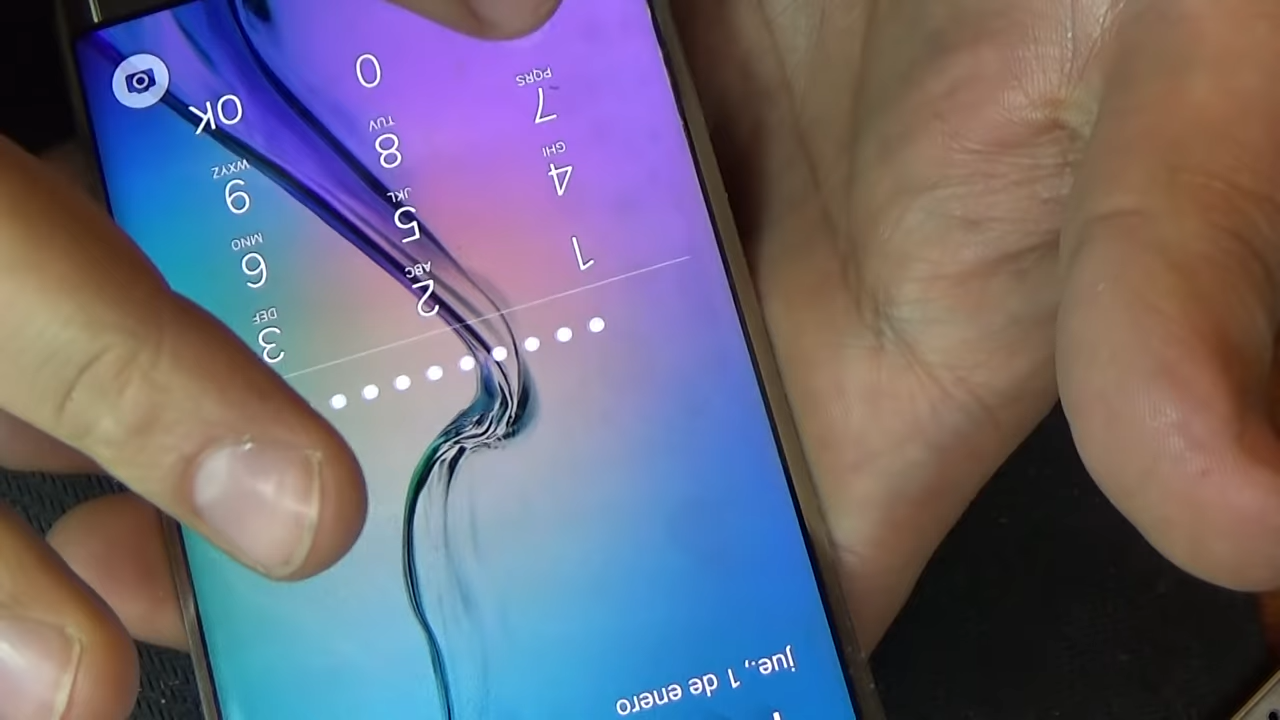 jue., 1 de enero
1 2 3
ABC DEF
4 5 6
GHI JKL MNO
7 8 9
PQRS TUV WXYZ
0 OK